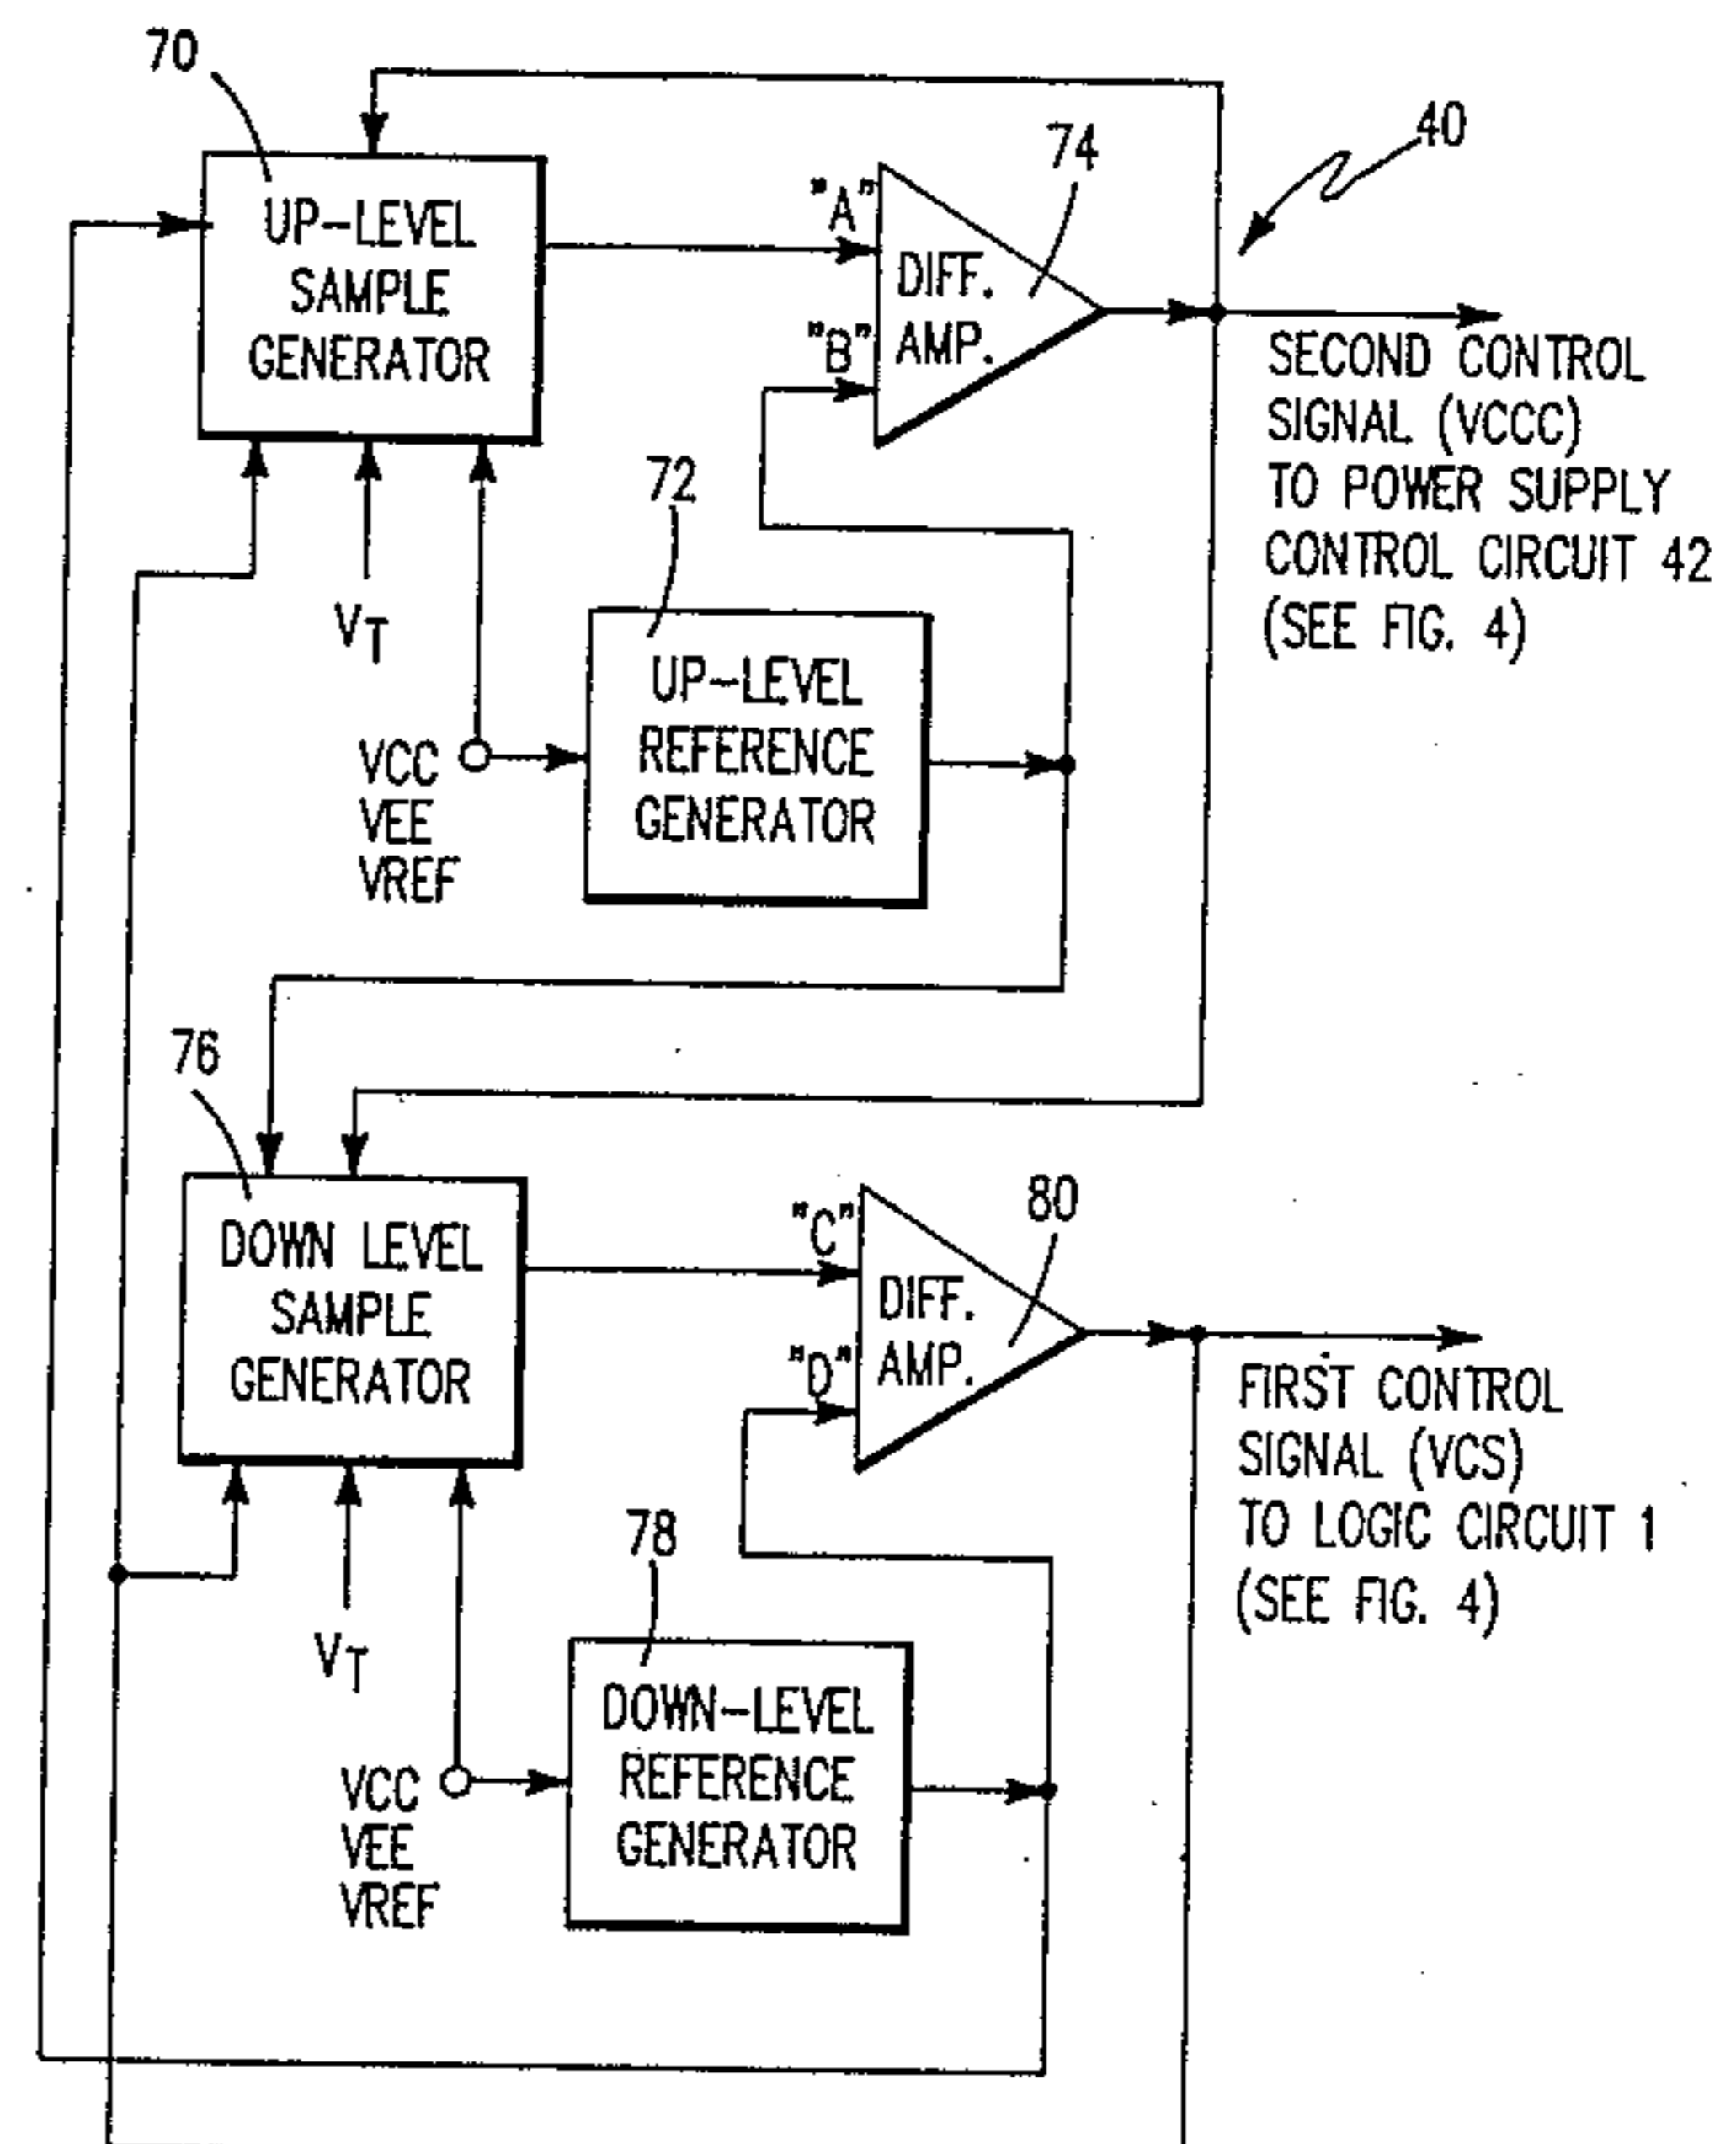 70
40
74
UP-LEVEL
SAMPLE
GENERATOR
"A"
"B"
DIFF.
AMP.
SECOND CONTROL
SIGNAL (VCCC)
TO POWER SUPPLY
CONTROL CIRCUIT 42
(SEE FIG. 4)
72
VT
UP-LEVEL
REFERENCE
GENERATOR
VCC
VEE
VREF
76
80
DOWN LEVEL
SAMPLE
GENERATOR
"C"
"D"
DIFF.
AMP.
FIRST CONTROL
SIGNAL (VCS)
TO LOGIC CIRCUIT 1
(SEE FIG. 4)
78
VT
DOWN-LEVEL
REFERENCE
GENERATOR
VCC
VEE
VREF